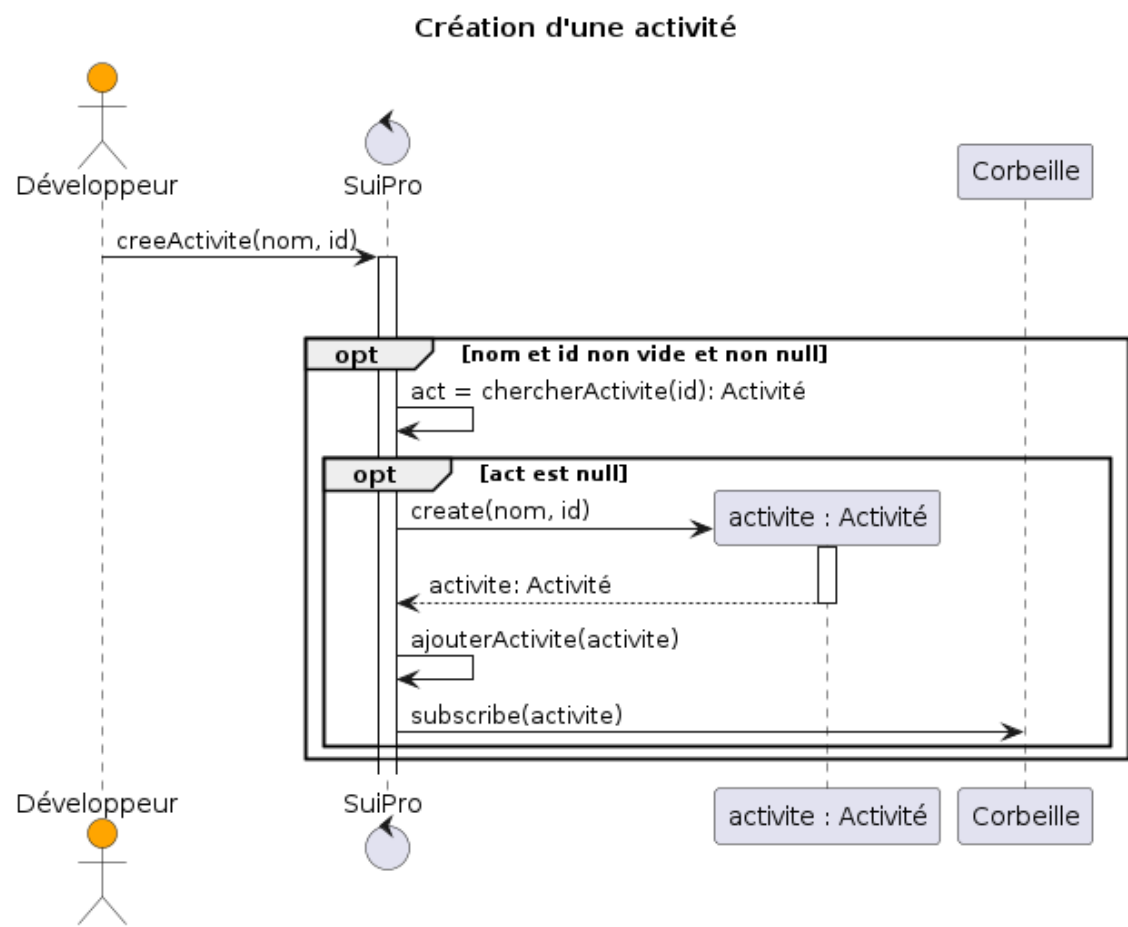 Création d'une activité
Développeur
SuiPro
Corbeille
creeActivite(nom, id)
opt [nom et id non vide et non null]
act = chercherActivite(id): Activité
opt [act est null]
create(nom, id)
activite : Activité
activite: Activité
ajouterActivite(activite)
subscribe(activite)
Développeur
SuiPro
activite : Activité
Corbeille